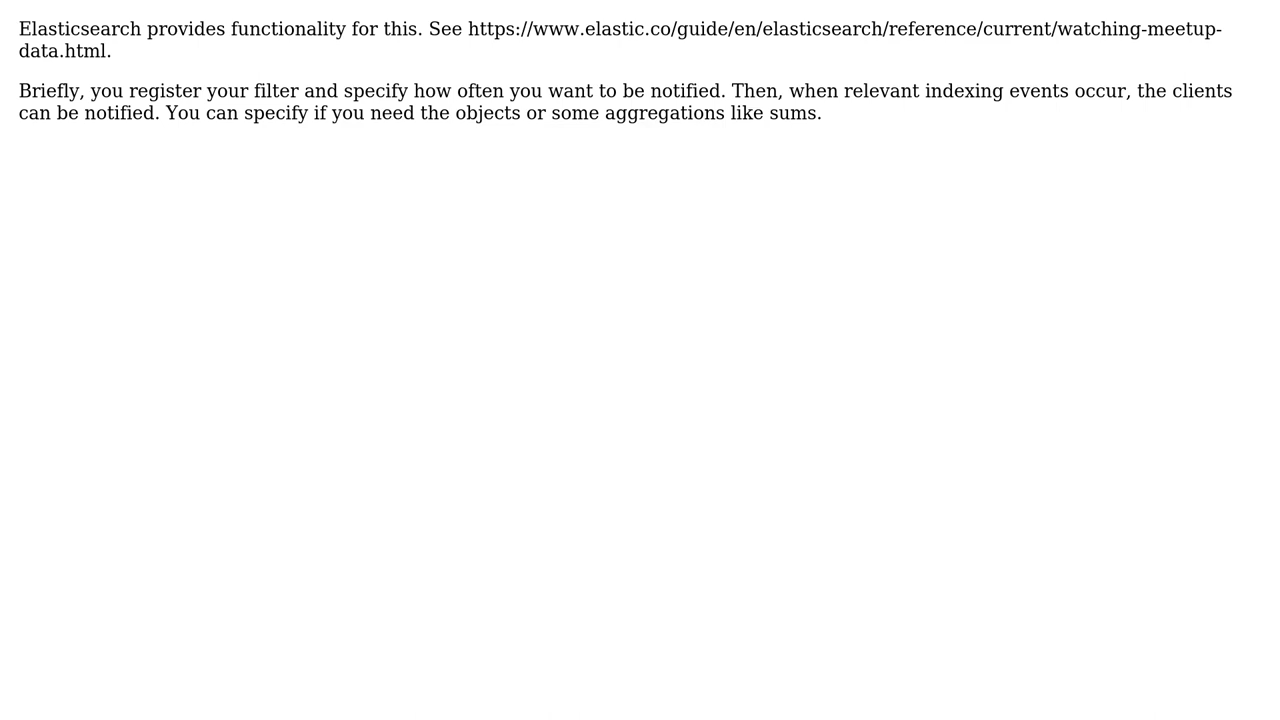 Elasticsearch provides functionality for this. See https://www.elastic.co/guide/en/elasticsearch/reference/current/watching-meetup-
data.html.
Briefly, you register your filter and specify how often you want to be notified. Then, when relevant indexing events occur, the clients
can be notified. You can specify if you need the objects or some aggregations like sums.